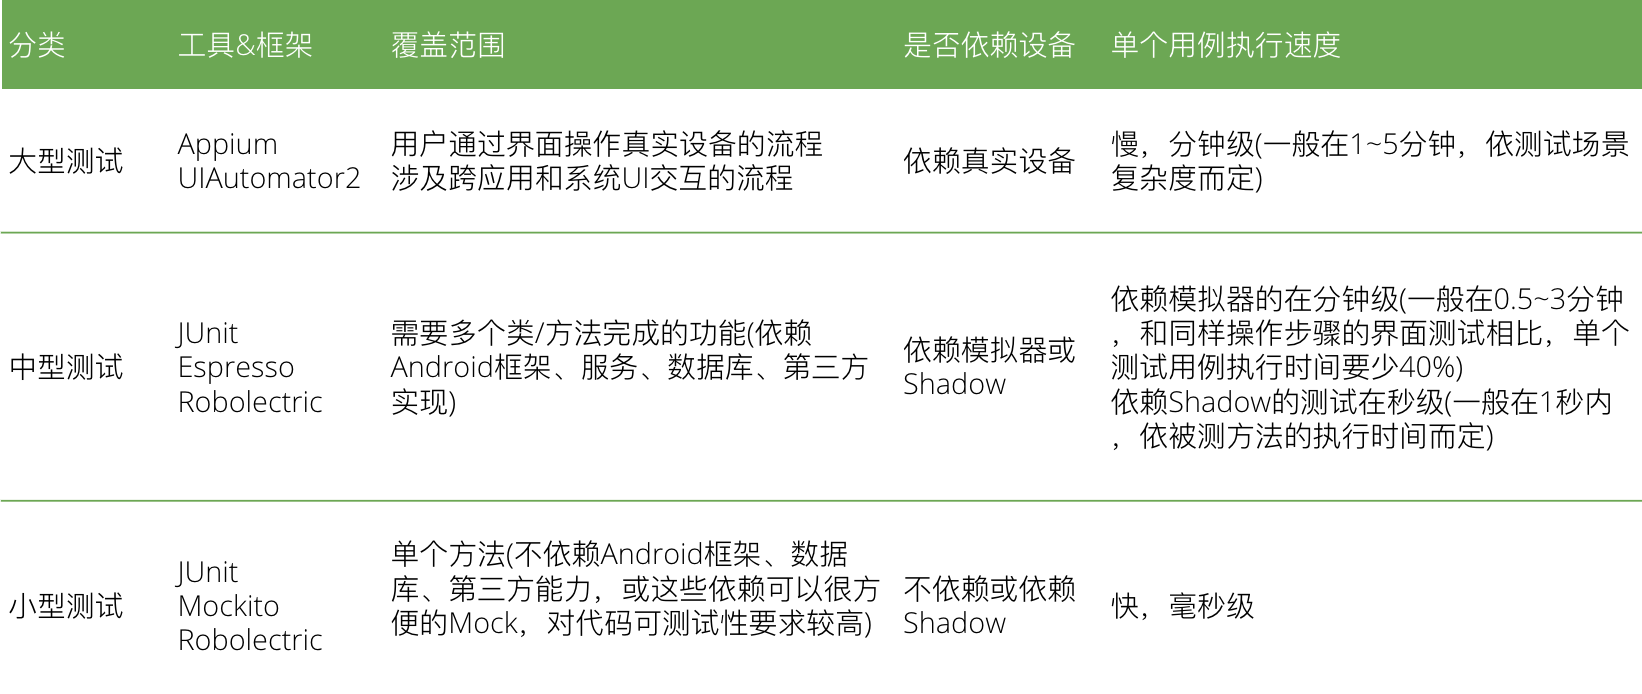 分类
工具&框架
覆盖范围
是否依赖设备
单个用例执行速度
大型测试
Appium
UIAutomator2
用户通过界面操作真实设备的流程
涉及跨应用和系统UI交互的流程
依赖真实设备
慢，分钟级(一般在1~5分钟，依测试场景
复杂度而定)
中型测试
JUnit
Espresso
Robolectric
需要多个类/方法完成的功能(依赖
Android框架、服务、数据库、第三方
实现)
依赖模拟器或
Shadow
依赖模拟器的在分钟级(一般在0.5~3分钟
，和同样操作步骤的界面测试相比，单个
测试用例执行时间要少40%)
依赖Shadow的测试在秒级(一般在1秒内
，依被测方法的执行时间而定)
小型测试
JUnit
Mockito
Robolectric
单个方法(不依赖Android框架、数据
库、第三方能力，或这些依赖可以很方
便的Mock，对代码可测试性要求较高)
不依赖或依赖
Shadow
快，毫秒级